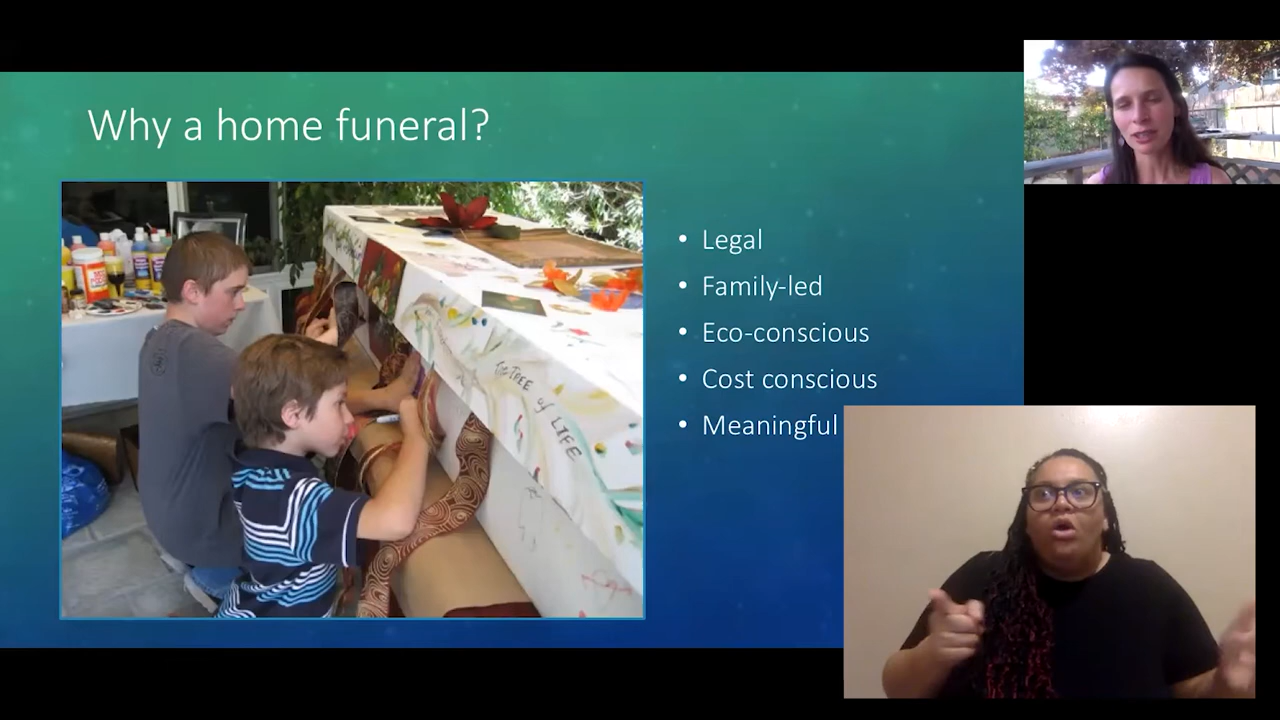 Why a home funeral?
• Legal
• Family-led
• Eco-conscious
• Cost conscious
• Meaningful
TREE of LIFE